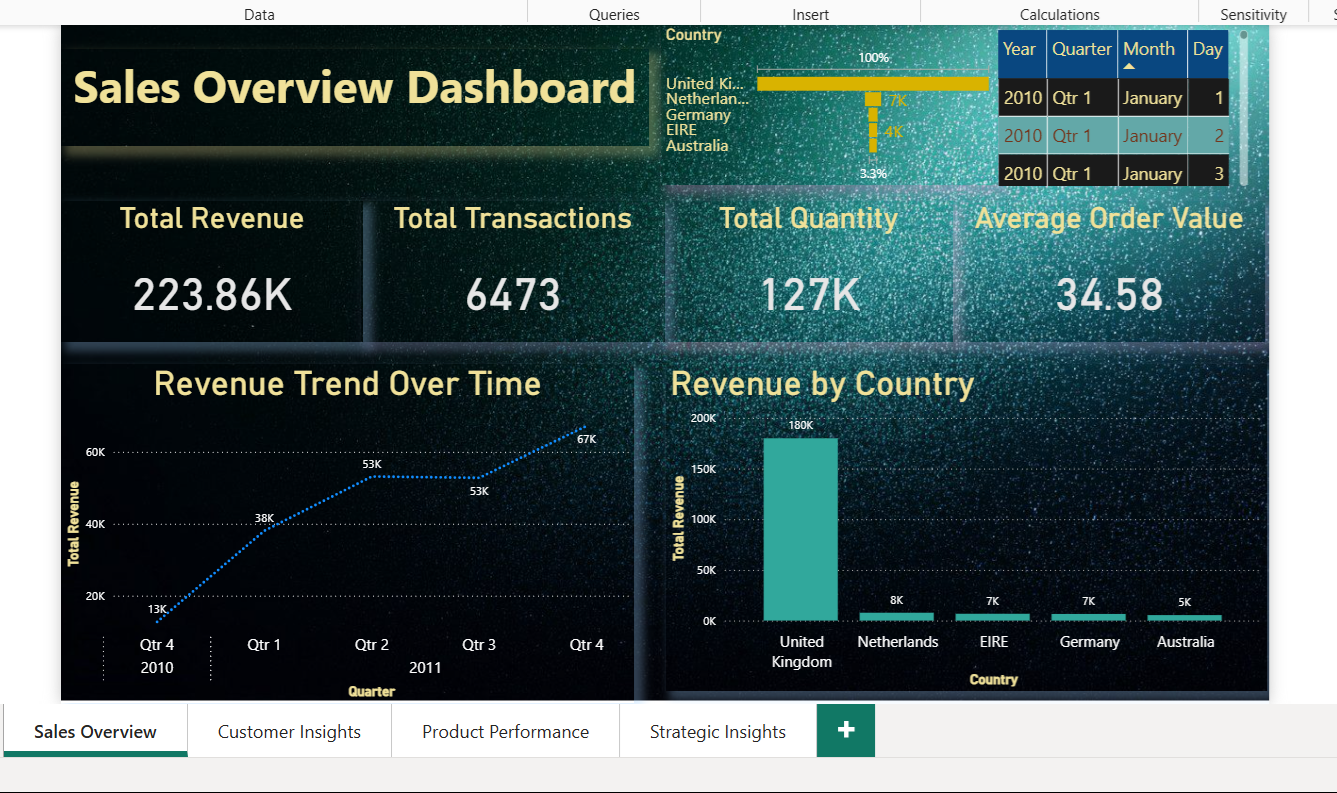 Data Queries Insert Calculations Sensitivity
Sales Overview Dashboard
Country
100%
United Ki...
Netherlan...
Germany
EIRE
Australia
7K
4K
3.3%
Year Quarter Month Day
2010 Qtr 1 January 1
2010 Qtr 1 January 2
2010 Qtr 1 January 3
Total Revenue
223.86K
Total Transactions
6473
Total Quantity
127K
Average Order Value
34.58
Revenue Trend Over Time
Total Revenue
60K
40K
20K
13K
38K
53K
53K
67K
Qtr 4 Qtr 1 Qtr 2 Qtr 3 Qtr 4
2010 2011
Quarter
Revenue by Country
Total Revenue
200K
150K
100K
50K
0K
180K
8K
7K
7K
5K
United
Kingdom
Netherlands
EIRE
Germany
Australia
Country
Sales Overview Customer Insights Product Performance Strategic Insights